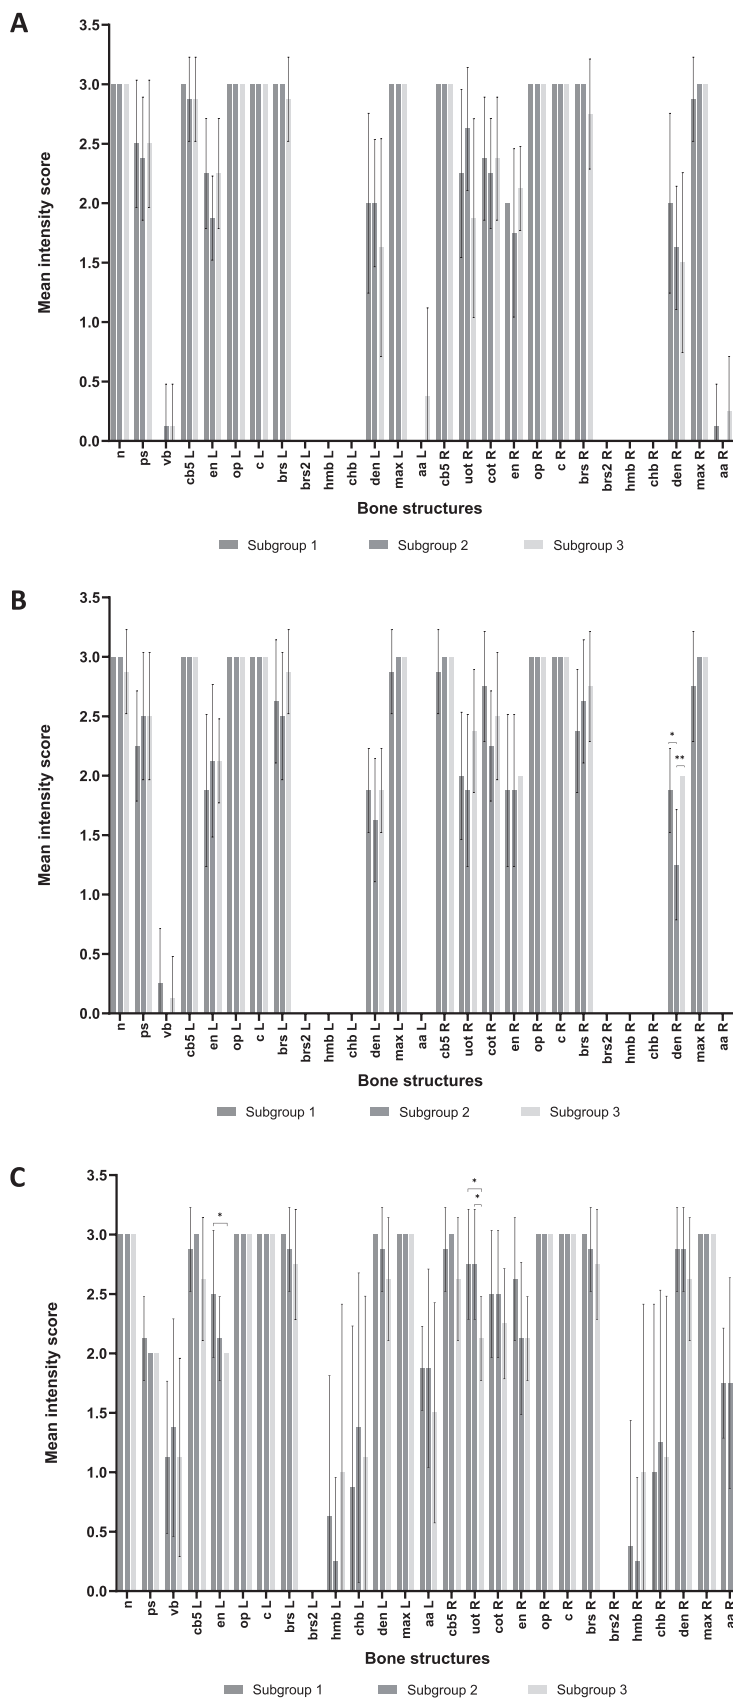 A
3.5
3.0
2.5
2.0
1.5
1.0
0.5
0.0
Mean intensity score
n ps vb cb5 L en L op L c L brs L brs2 L hmb L chb L den L max L aa L cb5 R uot R cot R en R op R c R brs R brs2 R hmb R chb R den R max R aa R
Bone structures
Subgroup 1 Subgroup 2 Subgroup 3
B
3.5
3.0
2.5
2.0
1.5
1.0
0.5
0.0
Mean intensity score
*
**
n ps vb cb5 L en L op L c L brs L brs2 L hmb L chb L den L max L aa L cb5 R uot R cot R en R op R c R brs R brs2 R hmb R chb R den R max R aa R
Bone structures
Subgroup 1 Subgroup 2 Subgroup 3
C
3.5
3.0
2.5
2.0
1.5
1.0
0.5
0.0
Mean intensity score
*
*
*
n ps vb cb5 L en L op L c L brs L brs2 L hmb L chb L den L max L aa L cb5 R uot R cot R en R op R c R brs R brs2 R hmb R chb R den R max R aa R
Bone structures
Subgroup 1 Subgroup 2 Subgroup 3